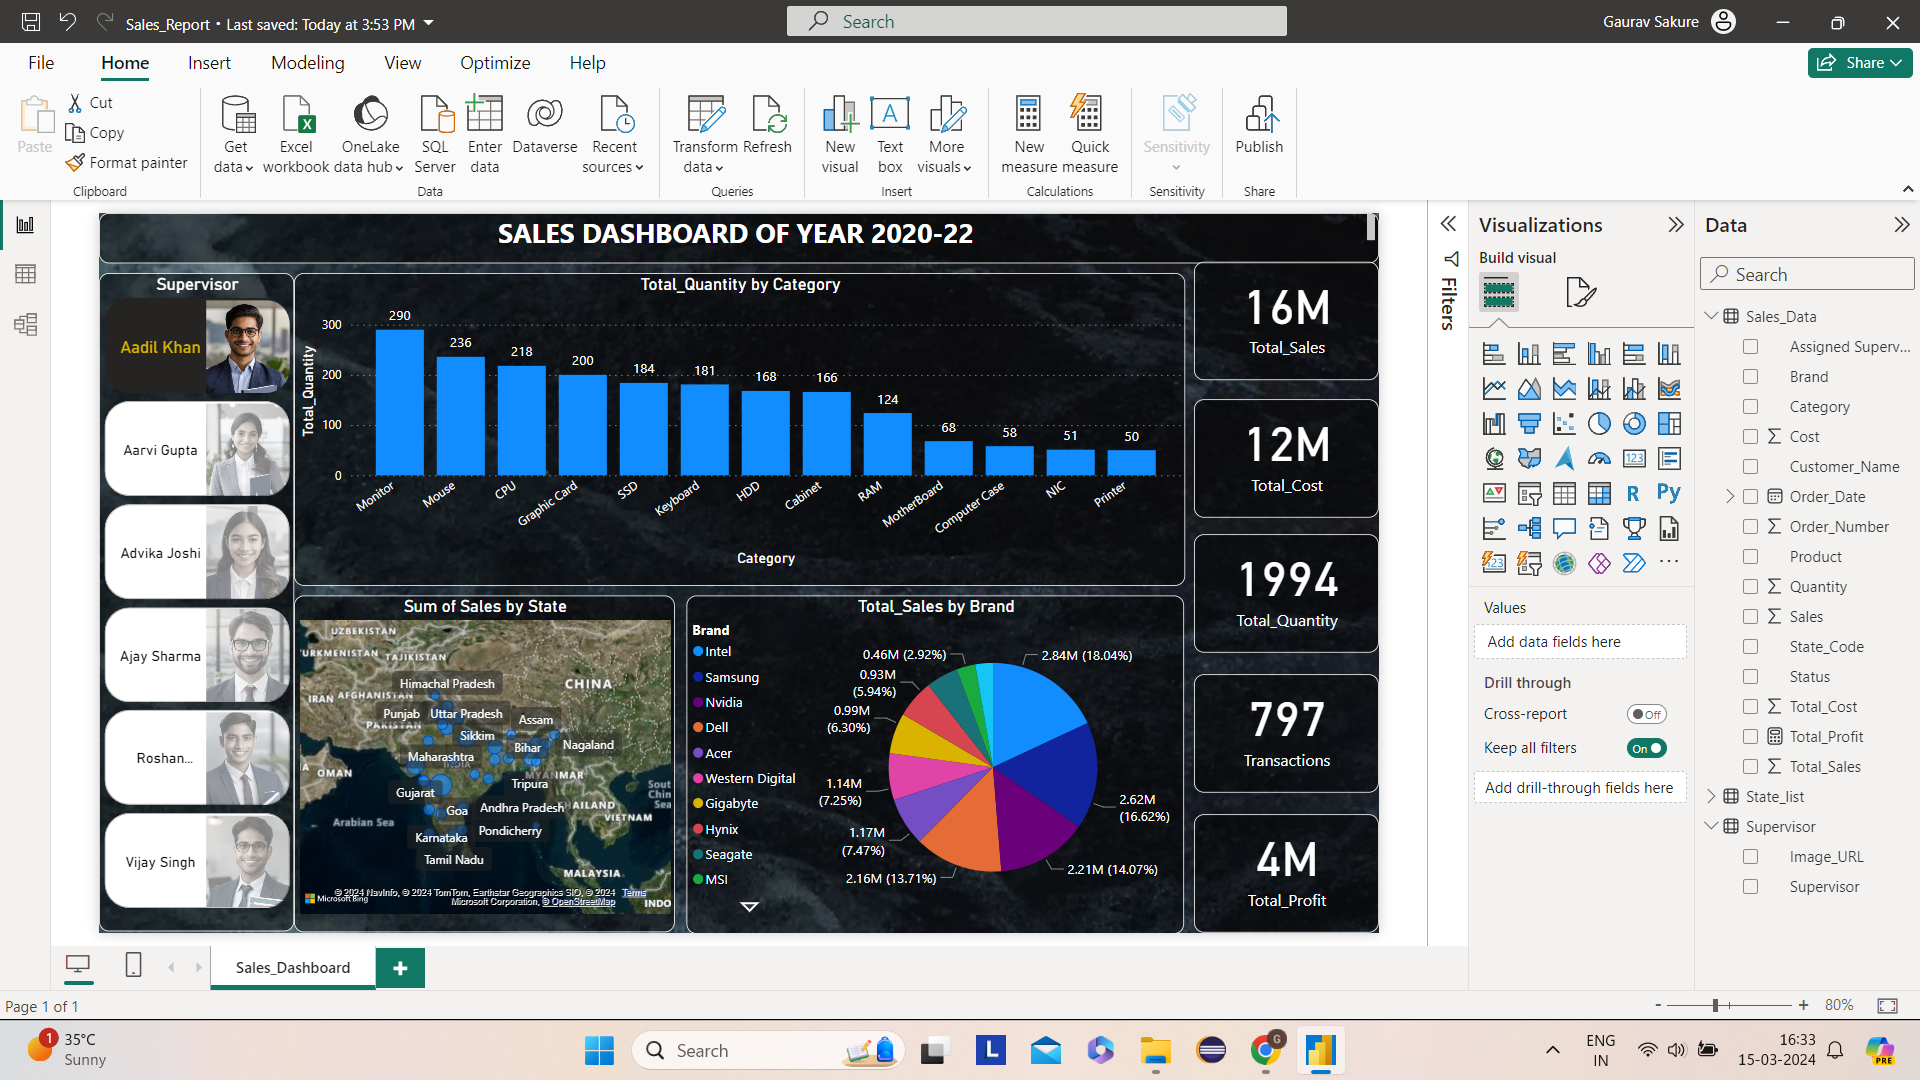 Sales_Report • Last saved: Today at 3:53 PM
Search
Gaurav Sakure
File Home Insert Modeling View Optimize Help
Share
Paste
Cut
Copy
Format painter
Clipboard
Get data
Excel workbook
OneLake data hub
SQL Server
Enter data
Dataverse
Recent sources
Data
Transform data
Refresh
Queries
New visual
Text box
More visuals
Insert
New measure
Quick measure
Calculations
Sensitivity
Sensitivity
Publish
Share
SALES DASHBOARD OF YEAR 2020-22
Supervisor
Aadil Khan
Aarvi Gupta
Advika Joshi
Ajay Sharma
Roshan...
Vijay Singh
Total_Quantity by Category
Total_Quantity
300
200
100
0
290
236
218
200
184
181
168
166
124
68
58
51
50
Monitor
Mouse
CPU
Graphic Card
SSD
Keyboard
HDD
Cabinet
RAM
MotherBoard
Computer Case
NIC
Printer
Category
16M
Total_Sales
12M
Total_Cost
1994
Total_Quantity
797
Transactions
4M
Total_Profit
Sum of Sales by State
UZBEKISTAN
TAJIKISTAN
Himachal Pradesh
CHINA
IRAN
AFGHANISTAN
Punjab
Uttar Pradesh
Assam
PAKISTAN
Sikkim
Bihar
Nagaland
Maharashtra
INDIA
OMAN
MYANMAR
Gujarat
Tripura
Goa
Andhra Pradesh
VIETNAM
Arabian Sea
Karnataka
Pondicherry
Tamil Nadu
MALAYSIA
© 2024 NavInfo, © 2024 TomTom, Earthstar Geographics SIO, © 2024 Terms
Microsoft Bing
Microsoft Corporation, © OpenStreetMap
INDO
Total_Sales by Brand
Brand
Intel
Samsung
Nvidia
Dell
Acer
Western Digital
Gigabyte
Hynix
Seagate
MSI
2.84M (18.04%)
2.62M
(16.62%)
2.21M (14.07%)
2.16M (13.71%)
1.17M
(7.47%)
1.14M
(7.25%)
0.99M
(6.30%)
0.93M
(5.94%)
0.46M (2.92%)
Filters
Visualizations
Build visual
123
R
Py
123
Values
Add data fields here
Drill through
Cross-report
Off
Keep all filters
On
Add drill-through fields here
Data
Search
Sales_Data
Assigned Superv...
Brand
Category
Cost
Customer_Name
Order_Date
Order_Number
Product
Quantity
Sales
State_Code
Status
Total_Cost
Total_Profit
Total_Sales
State_list
Supervisor
Image_URL
Supervisor
Sales_Dashboard
Page 1 of 1
80%
1
35°C
Sunny
Search
L
G
ENG
IN
16:33
15-03-2024
PRE